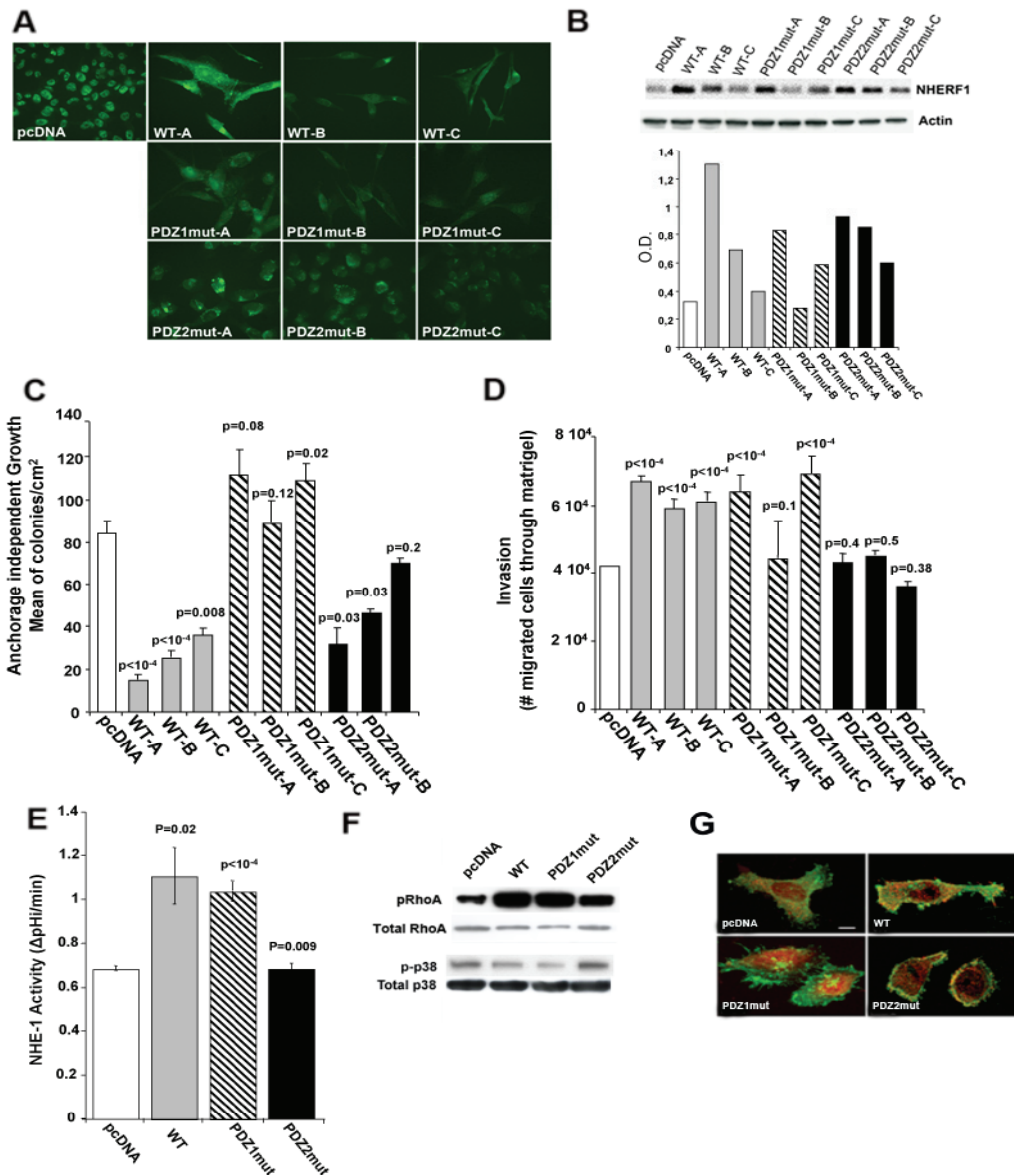 A
pcDNA
WT-A
WT-B
WT-C
PDZ1mut-A
PDZ1mut-B
PDZ1mut-C
PDZ2mut-A
PDZ2mut-B
PDZ2mut-C
B
pcDNA
WT-A
WT-B
WT-C
PDZ1mut-A
PDZ1mut-B
PDZ1mut-C
PDZ2mut-A
PDZ2mut-B
PDZ2mut-C
NHERF1
Actin
O.D.
1,4
1,2
1
0,8
0,6
0,4
0,2
0
pcDNA
WT-A
WT-B
WT-C
PDZ1mut-A
PDZ1mut-B
PDZ1mut-C
PDZ2mut-A
PDZ2mut-B
PDZ2mut-C
C
Anchorage independent Growth
Mean of colonies/cm²
140
120
100
80
60
40
20
0
p<10⁻⁴
p<10⁻⁴
p=0.008
p=0.08
p=0.12
p=0.02
p=0.03
p=0.03
p=0.2
pcDNA
WT-A
WT-B
WT-C
PDZ1mut-A
PDZ1mut-B
PDZ1mut-C
PDZ2mut-A
PDZ2mut-B
D
Invasion
(# migrated cells through matrigel)
8 10⁴
6 10⁴
4 10⁴
2 10⁴
0
p<10⁻⁴
p<10⁻⁴
p<10⁻⁴
p<10⁻⁴
p=0.1
p<10⁻⁴
p=0.4
p=0.5
p=0.38
pcDNA
WT-A
WT-B
WT-C
PDZ1mut-A
PDZ1mut-B
PDZ1mut-C
PDZ2mut-A
PDZ2mut-B
PDZ2mut-C
E
NHE-1 Activity (ΔpHi/min)
1.4
1.2
1
0.8
0.6
0.4
0.2
0
P=0.02
p<10⁻⁴
P=0.009
pcDNA
WT
PDZ1mut
PDZ2mut
F
pcDNA
WT
PDZ1mut
PDZ2mut
pRhoA
Total RhoA
p-p38
Total p38
G
pcDNA
WT
PDZ1mut
PDZ2mut